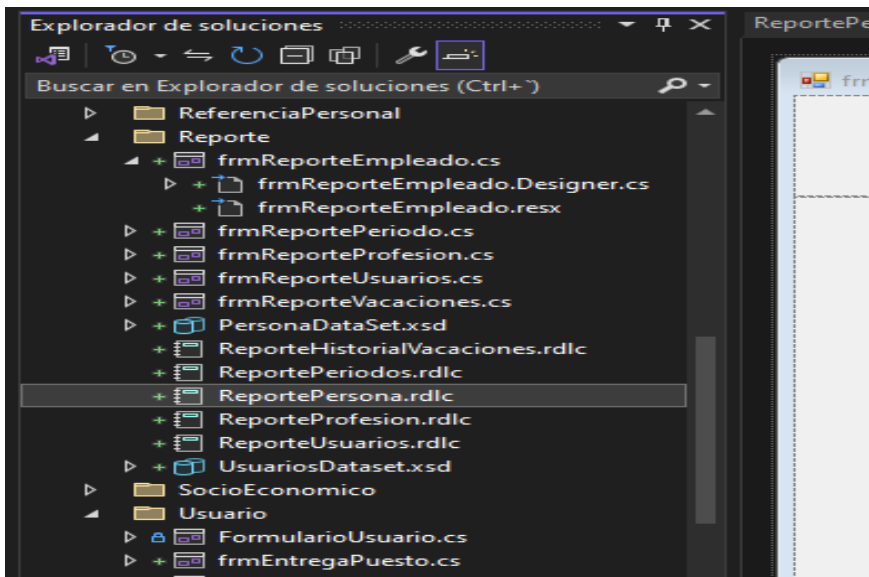 Explorador de soluciones
Buscar en Explorador de soluciones (Ctrl+¨)
ReferenciaPersonal
Reporte
frmReporteEmpleado.cs
frmReporteEmpleado.Designer.cs
frmReporteEmpleado.resx
frmReportePeriodo.cs
frmReporteProfesion.cs
frmReporteUsuarios.cs
frmReporteVacaciones.cs
PersonaDataSet.xsd
ReporteHistorialVacaciones.rdlc
ReportePeriodos.rdlc
ReportePersona.rdlc
ReporteProfesion.rdlc
ReporteUsuarios.rdlc
UsuariosDataset.xsd
SocioEconomico
Usuario
FormularioUsuario.cs
frmEntregaPuesto.cs
ReportePe
frr